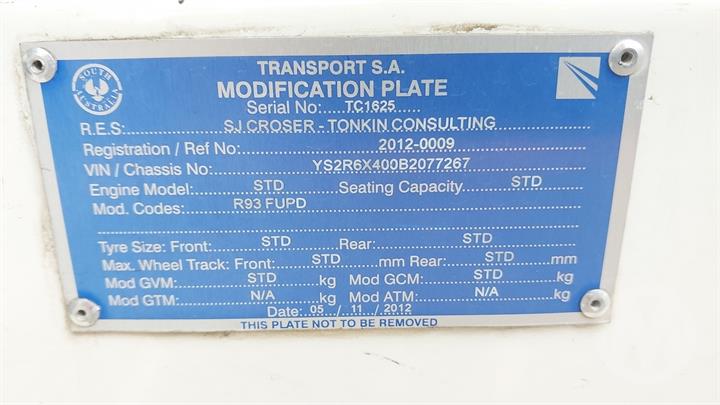 SOUTH AUSTRALIA
TRANSPORT S.A.
MODIFICATION PLATE
Serial No:....TC1625......
R.E.S:..........SJ CROSER - TONKIN CONSULTING
Registration / Ref No:..........2012-0009
VIN / Chassis No:..........YS2R6X400B2077267
Engine Model:......STD......Seating Capacity:....STD....
Mod. Codes:..........R93 FUPD
Tyre Size: Front:..........STD..........Rear:..........STD
Max. Wheel Track: Front:......STD......mm Rear:......STD......mm
Mod GVM:......STD......kg Mod GCM:......STD......kg
Mod GTM:......N/A......kg Mod ATM:......N/A......kg
Date: 05.../ 11.../ 2012
THIS PLATE NOT TO BE REMOVED